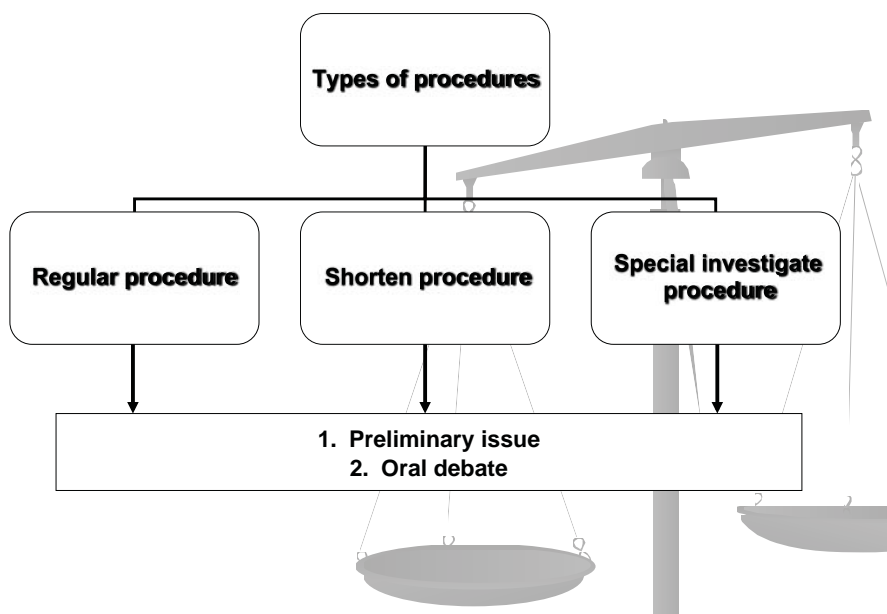 Types of procedures
Regular procedure
Shorten procedure
Special investigate
procedure
1. Preliminary issue
2. Oral debate